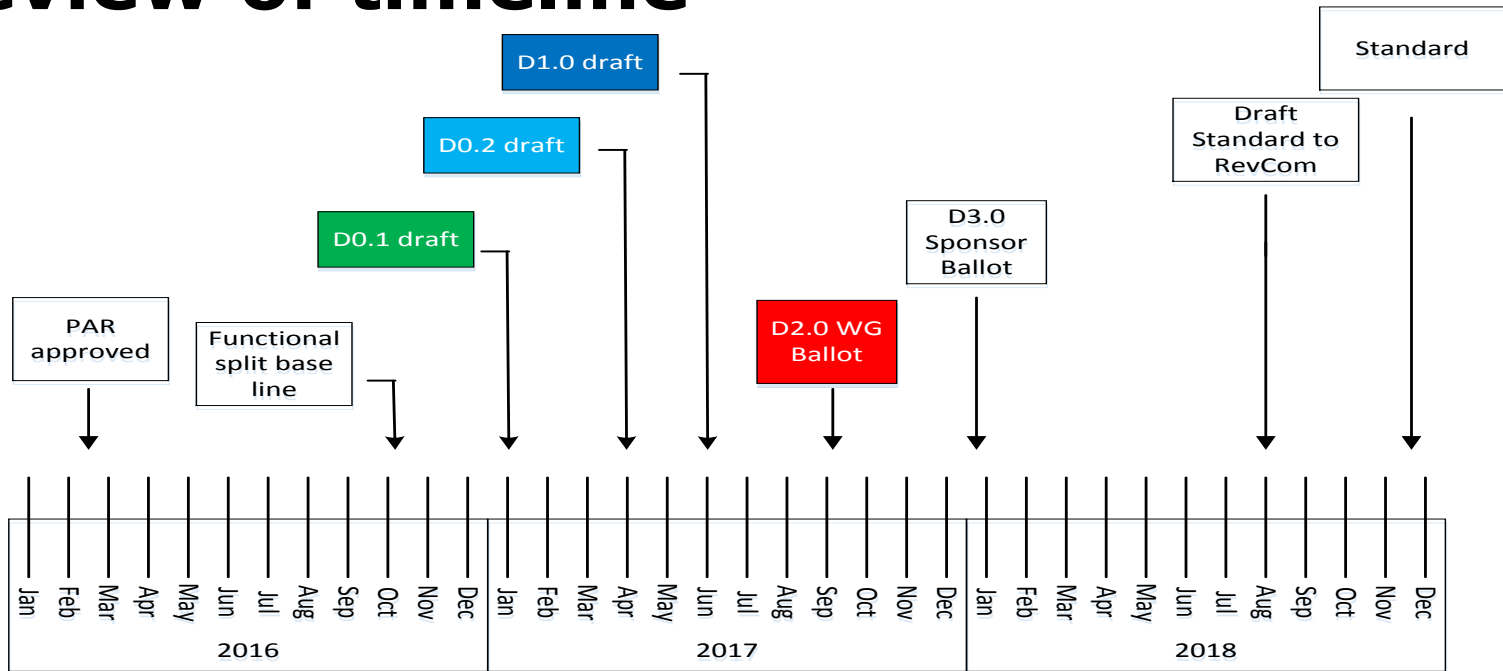 eview of timeline
Standard
D1.0 draft
Draft
Standard to
RevCom
D0.2 draft
D3.0
Sponsor
Ballot
D0.1 draft
PAR
approved
D2.0 WG
Ballot
Functional
split base
line
Jan
Feb
Mar
Apr
May
Jun
Jul
Aug
Sep
Oct
Nov
Dec
Jan
Feb
Mar
Apr
May
Jun
Jul
Aug
Sep
Oct
Nov
Dec
Jan
Feb
Mar
Apr
May
Jun
Jul
Aug
Sep
Oct
Nov
Dec
2016
2017
2018